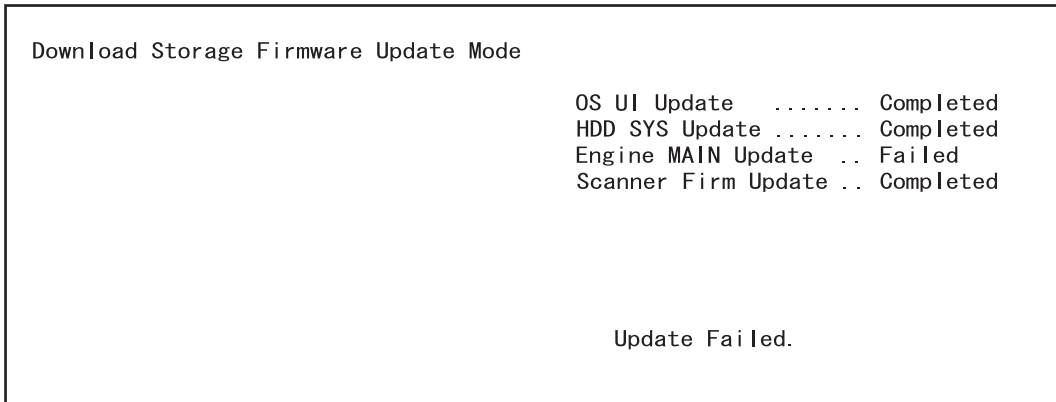 Download Storage Firmware Update Mode
OS UI Update ....... Completed
HDD SYS Update ....... Completed
Engine MAIN Update .. Failed
Scanner Firm Update .. Completed
Update Failed.